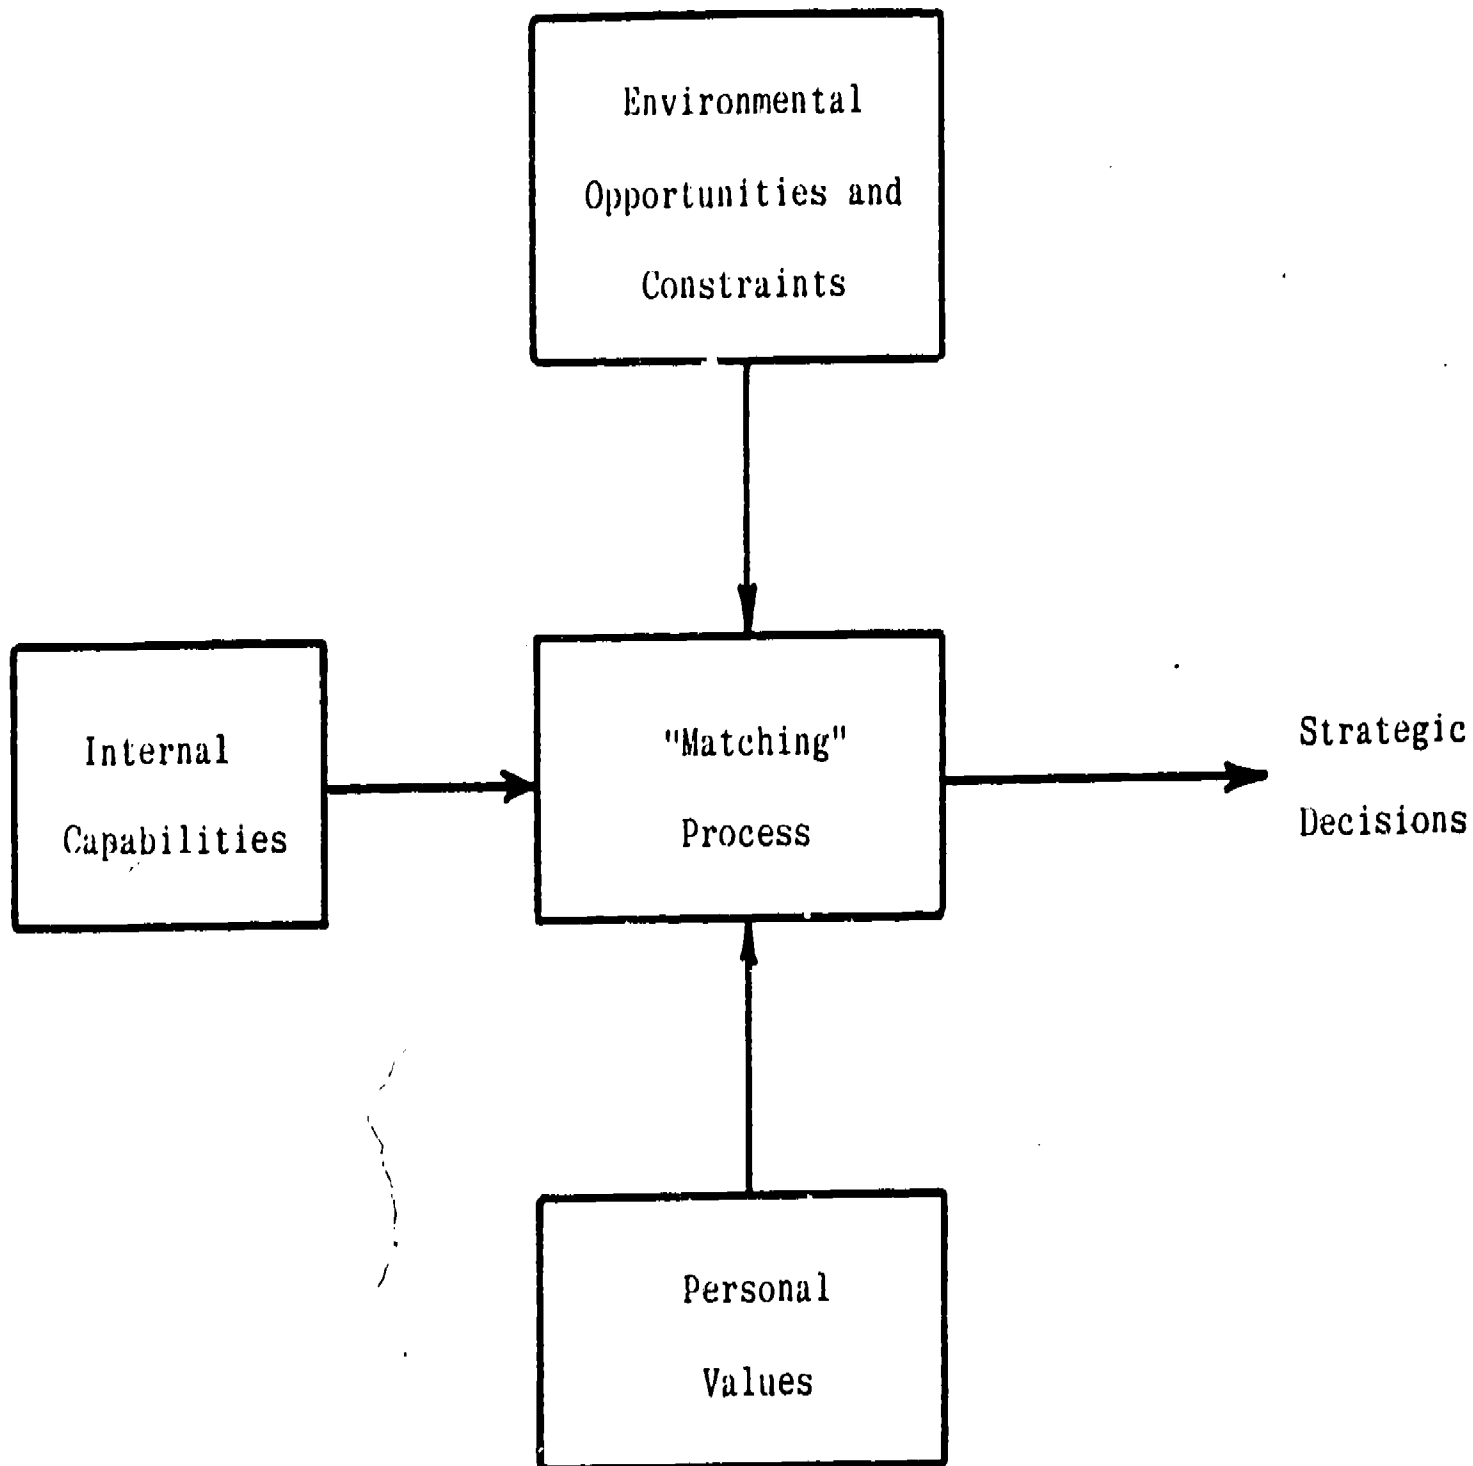 Environmental
Opportunities and
Constraints
Internal
Capabilities
"Matching"
Process
Strategic
Decisions
Personal
Values